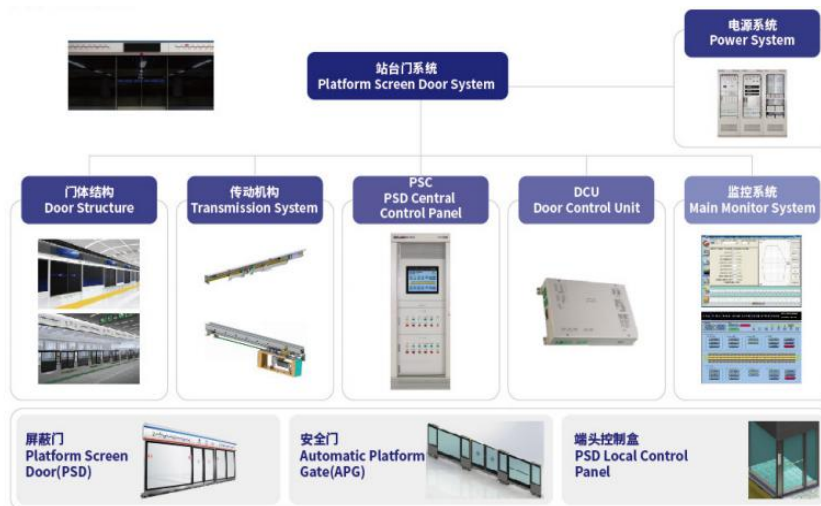 电源系统
Power System
站台门系统
Platform Screen Door System
门体结构
Door Structure
传动机构
Transmission System
PSC
PSD Central
Control Panel
DCU
Door Control Unit
监控系统
Main Monitor System
屏蔽门
Platform Screen
Door(PSD)
安全门
Automatic Platform
Gate(APG)
端头控制盒
PSD Local Control
Panel